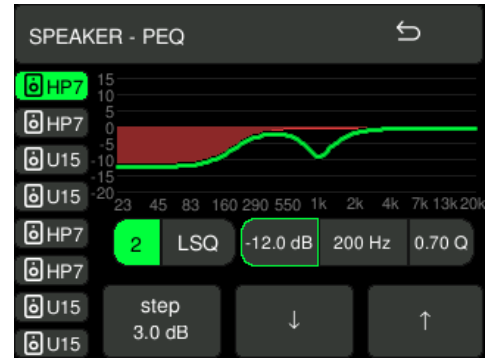 SPEAKER - PEQ
HP7
HP7
U15
U15
HP7
HP7
U15
U15
15
10
5
0
-5
-10
-15
-20
23 45 83 160 290 550 1k 2k 4k 7k 13k 20k
2 LSQ -12.0 dB 200 Hz 0.70 Q
step
3.0 dB
↓ ↑